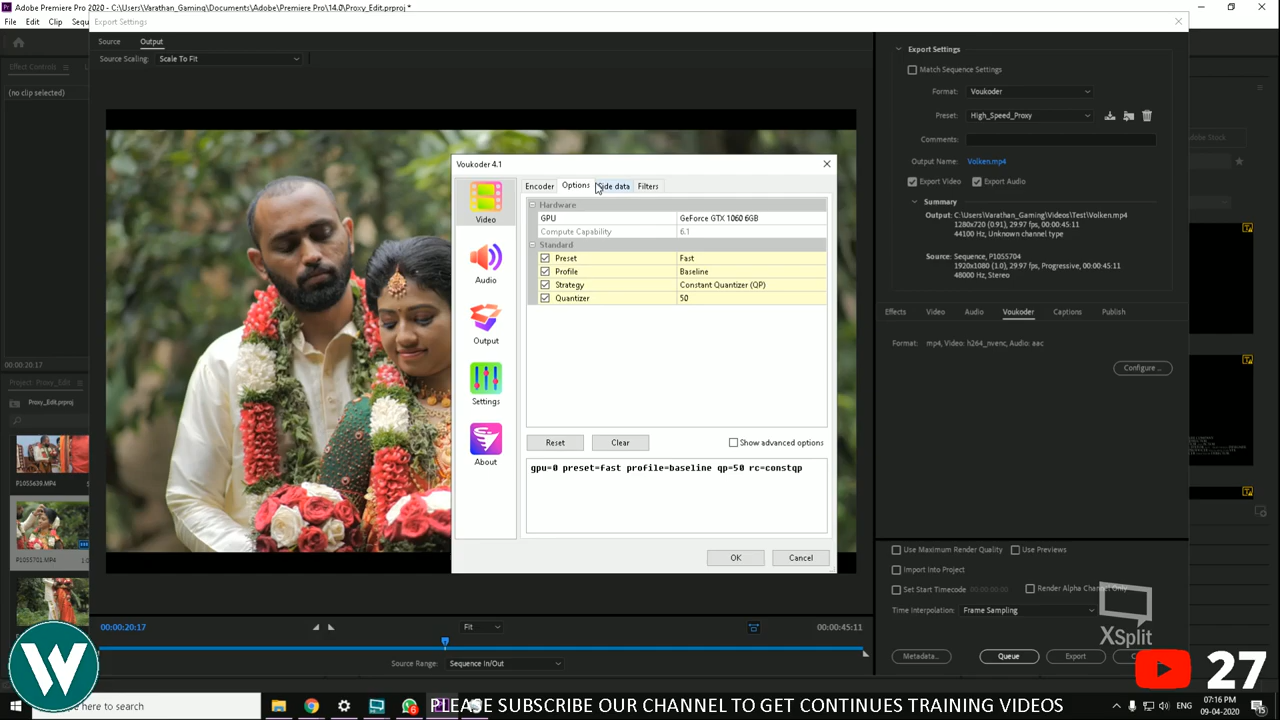 Adobe Premiere Pro 2020 - C:\Users\Varathan_Gaming\Documents\Adobe\Premiere Pro\14.0\Proxy_Edit.prproj *
File Edit Clip Sequ
Export Settings
Source Output
Source Scaling: Scale To Fit
Effect Controls
(no clip selected)
Export Settings
Match Sequence Settings
Format: Voukoder
Preset: High_Speed_Proxy
Comments:
Output Name: Volken.mp4
Export Video Export Audio
Summary
Output: C:\Users\Varathan_Gaming\Videos\Test\Volken.mp4
1280x720 (0.91), 29.97 fps, 00:00:45:11
44100 Hz, Unknown channel type
Source: Sequence, P1055704
1920x1080 (1.0), 29.97 fps, Progressive, 00:00:45:11
48000 Hz, Stereo
Effects Video Audio Voukoder Captions Publish
Format: mp4, Video: h264_nvenc, Audio: aac
Configure ...
dobe Stock
Voukoder 4.1
Encoder Options Side data Filters
Video
Audio
Output
Settings
About
Hardware
GPU GeForce GTX 1060 6GB
Compute Capability 6.1
Standard
Preset Fast
Profile Baseline
Strategy Constant Quantizer (QP)
Quantizer 50
Reset Clear Show advanced options
gpu=0 preset=fast profile=baseline qp=50 rc=constqp
OK Cancel
00:00:20:17
Project: Proxy_Edit
Proxy_Edit.prproj
P1055639.MP4
P1055701.MP4
Use Maximum Render Quality Use Previews
Import Into Project
Set Start Timecode 00:00:00:00 Render Alpha Channel Only
Time Interpolation: Frame Sampling
XSplit
00:00:20:17 Fit 00:00:45:11
Source Range: Sequence In/Out
Metadata... Queue Export
W
27
here to search
PLEASE SUBSCRIBE OUR CHANNEL TO GET CONTINUES TRAINING VIDEOS
ENG
07:16 PM
09-04-2020
15